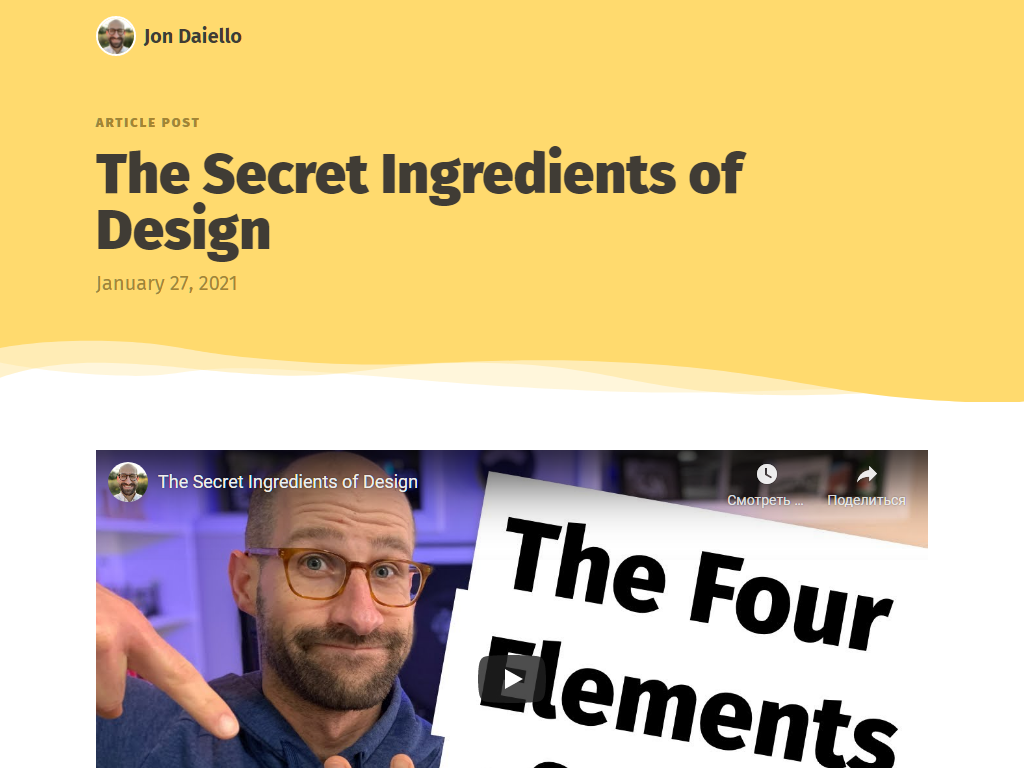 Jon Daiello
ARTICLE POST
The Secret Ingredients of
Design
January 27, 2021
The Secret Ingredients of Design
Смотреть ...
Поделиться
The Four
Elements